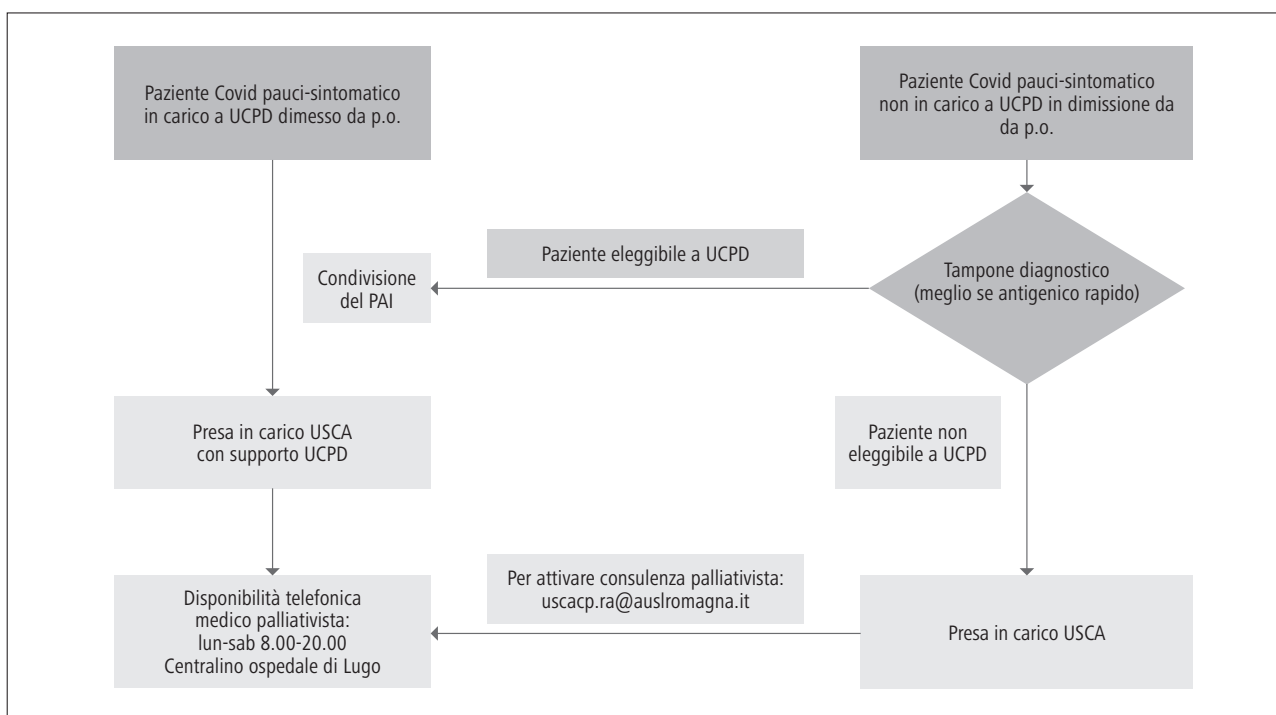 Paziente Covid pauci-sintomatico
in carico a UCPD dimesso da p.o.
Paziente Covid pauci-sintomatico
non in carico a UCPD in dimissione da
da p.o.
Paziente eleggibile a UCPD
Condivisione
del PAI
Tampone diagnostico
(meglio se antigenico rapido)
Presa in carico USCA
con supporto UCPD
Paziente non
eleggibile a UCPD
Disponibilità telefonica
medico palliativista:
lun-sab 8.00-20.00
Centralino ospedale di Lugo
Per attivare consulenza palliativista:
uscacp.ra@auslromagna.it
Presa in carico USCA